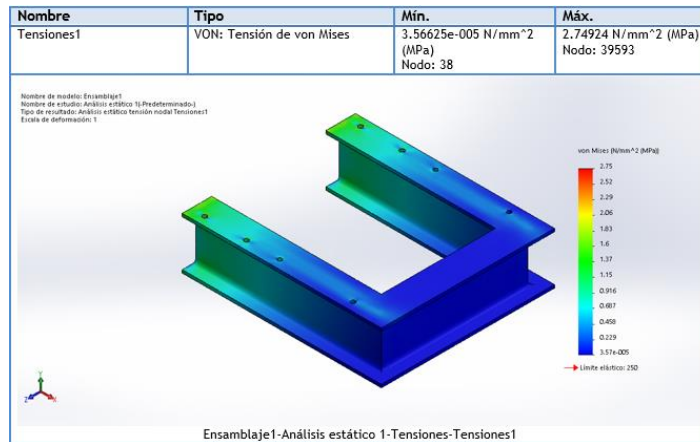 Nombre Tipo Mín. Máx.
Tensiones1 VON: Tensión de von Mises 3.56625e-005 N/mm^2 2.74924 N/mm^2 (MPa)
(MPa) Nodo: 39593
Nodo: 38
Nombre de modelo: Ensamblaje1
Nombre de estudio: Análisis estático 1(-Predeterminado-)
Tipo de resultado: Análisis estático tensión nodal Tensiones1
Escala de deformación: 1
von Mises (N/mm^2 (MPa))
2.75
2.52
2.29
2.06
1.83
1.6
1.37
1.15
0.916
0.687
0.458
0.229
3.57e-005
Límite elástico: 250
Y
Z
X
Ensamblaje1-Análisis estático 1-Tensiones-Tensiones1